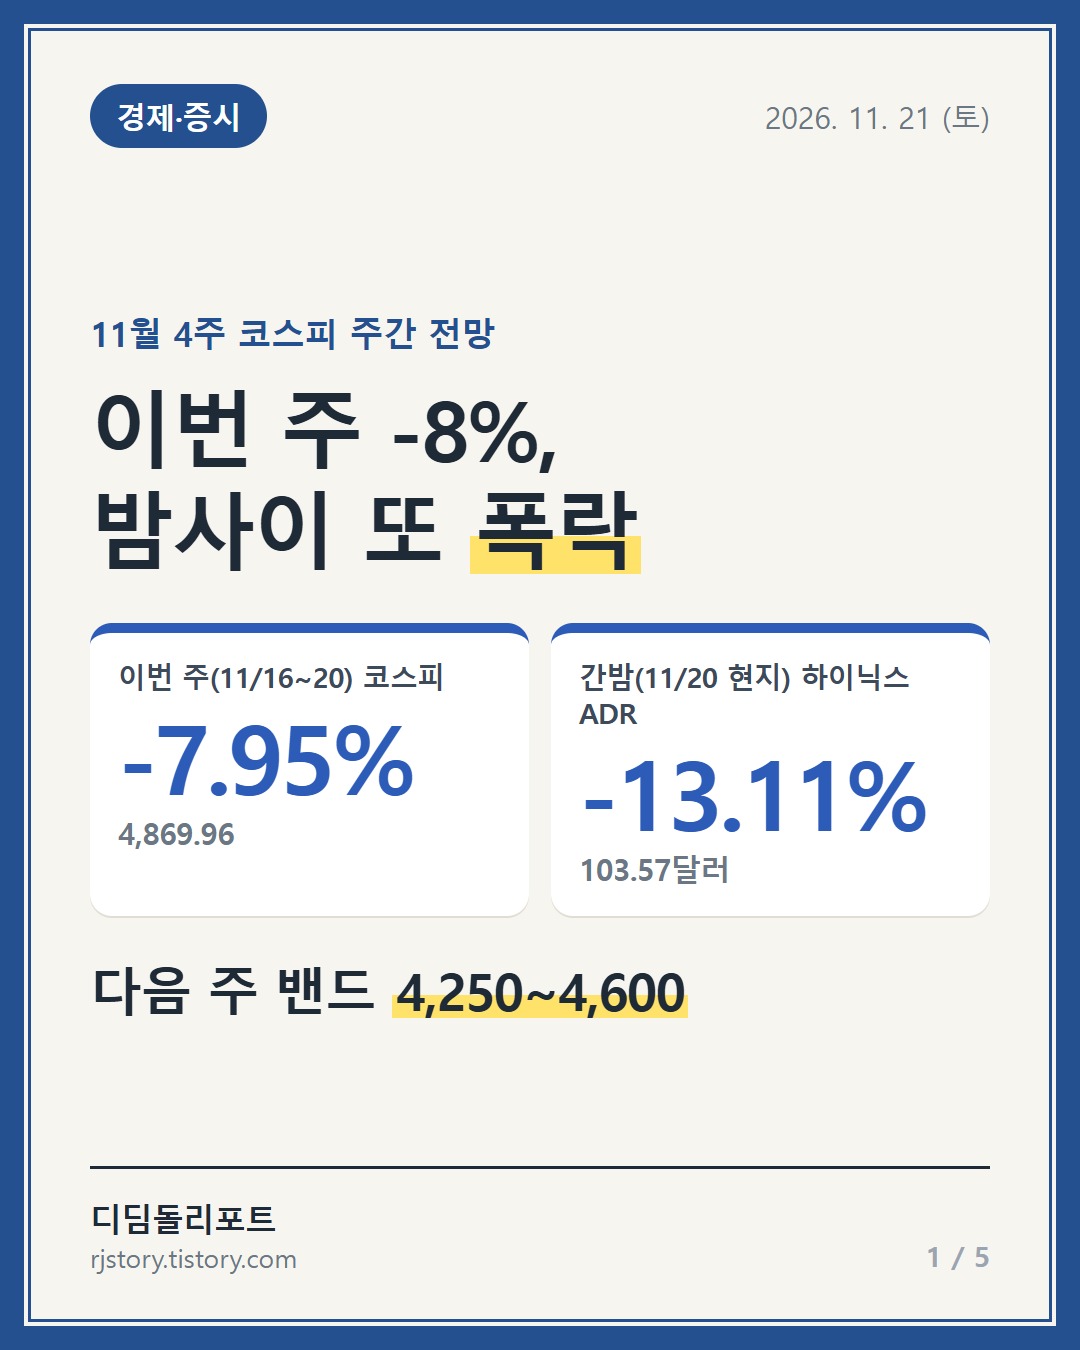 경제·증시
2026. 11. 21 (토)
11월 4주 코스피 주간 전망
이번 주 -8%,
밤사이 또 폭락
이번 주(11/16~20) 코스피
-7.95%
4,869.96
간밤(11/20 현지) 하이닉스
ADR
-13.11%
103.57달러
다음 주 밴드 4,250~4,600
디딤돌리포트
rjstory.tistory.com
1 / 5